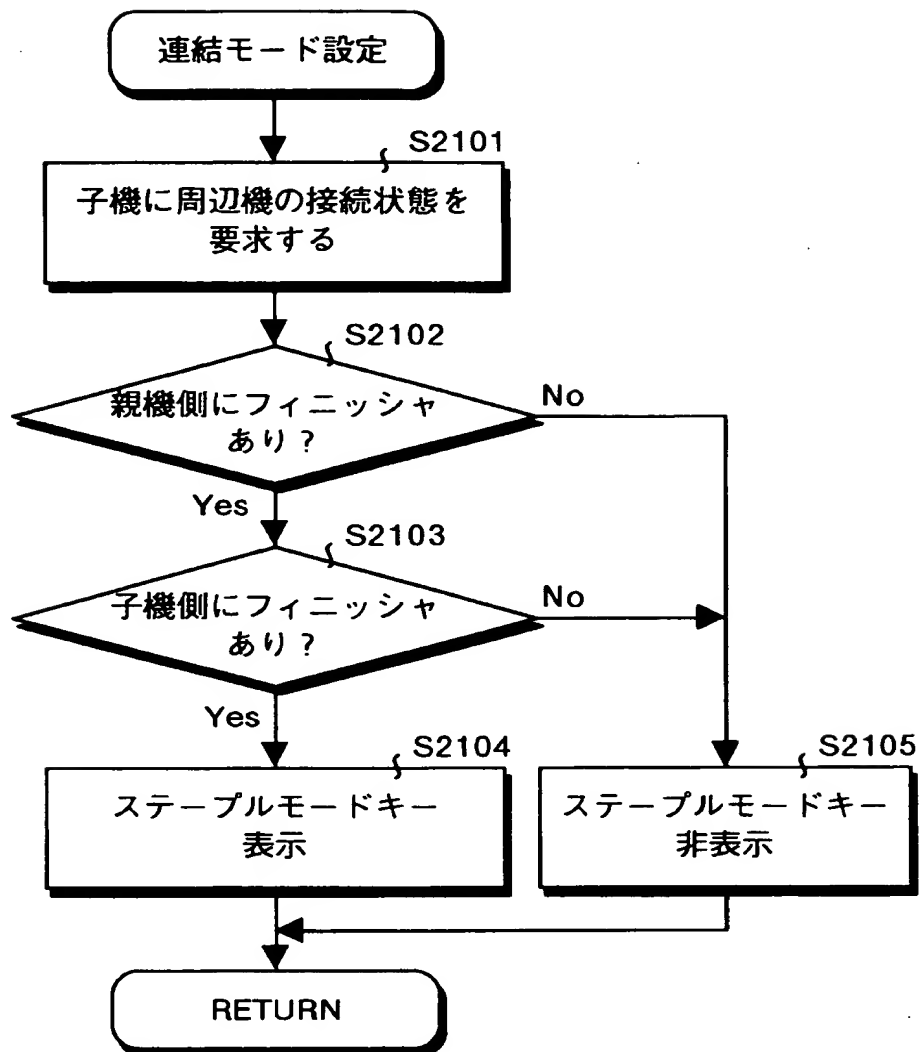 連結モード設定
S2101
子機に周辺機の接続状態を
要求する
S2102
親機側にフィニッシャ
あり?
No
Yes
S2103
子機側にフィニッシャ
あり?
No
Yes
S2104
ステープルモードキー
表示
S2105
ステープルモードキー
非表示
RETURN